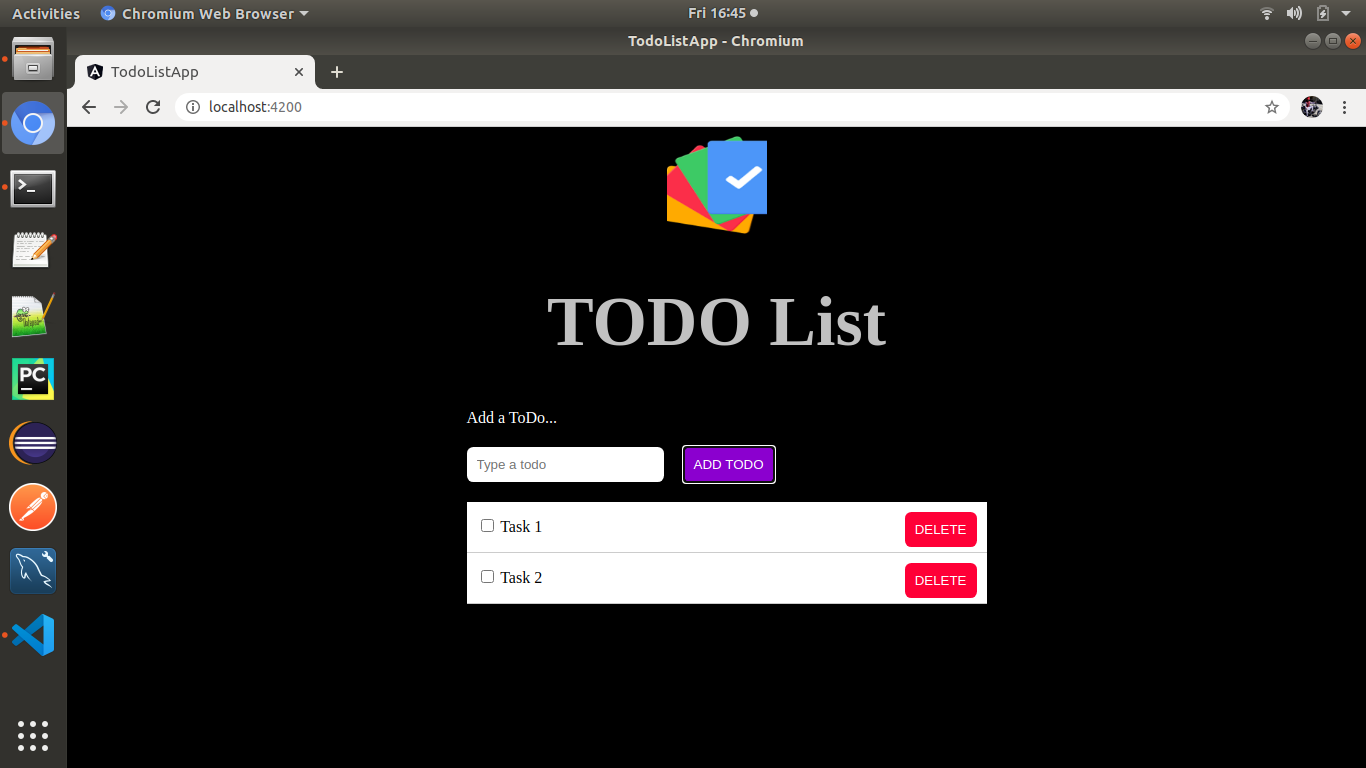 Activities Chromium Web Browser Fri 16:45
TodoListApp - Chromium
TodoListApp
localhost:4200
TODO List
Add a ToDo...
Type a todo ADD TODO
Task 1 DELETE
Task 2 DELETE
PC